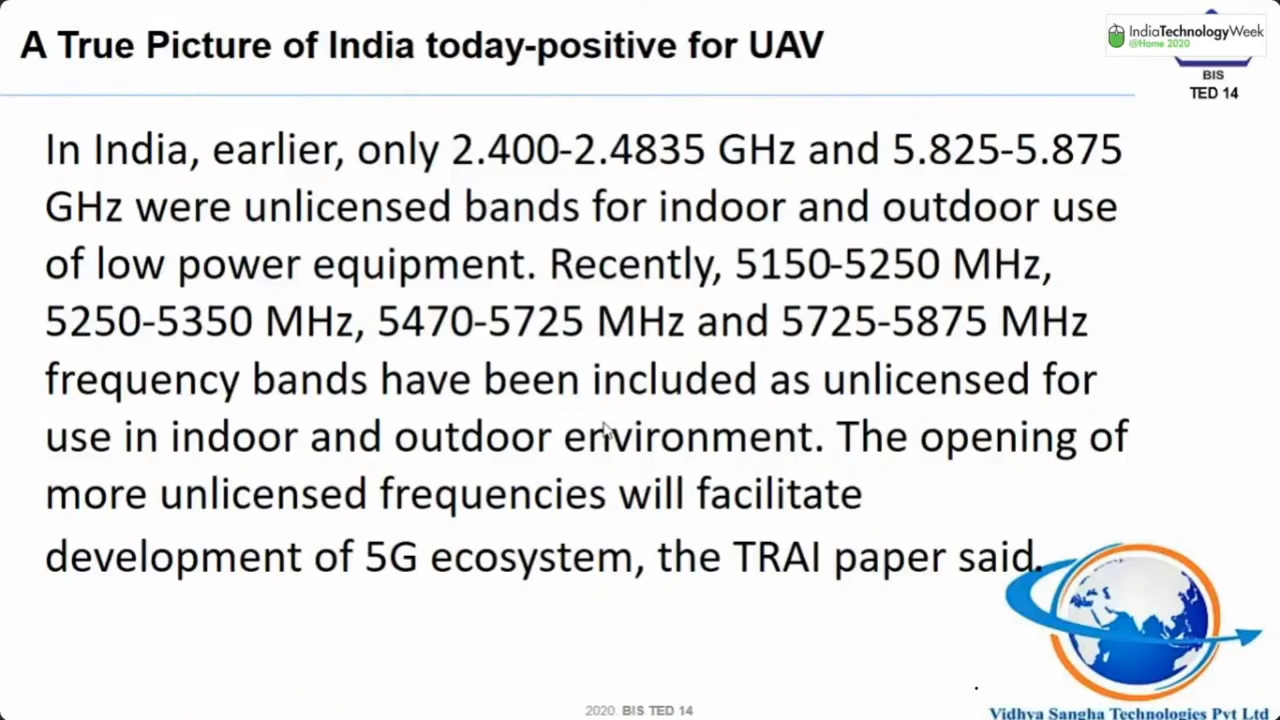 A True Picture of India today-positive for UAV
IndiaTechnologyWeek
@Home 2020
BIS
TED 14
In India, earlier, only 2.400-2.4835 GHz and 5.825-5.875
GHz were unlicensed bands for indoor and outdoor use
of low power equipment. Recently, 5150-5250 MHz,
5250-5350 MHz, 5470-5725 MHz and 5725-5875 MHz
frequency bands have been included as unlicensed for
use in indoor and outdoor environment. The opening of
more unlicensed frequencies will facilitate
development of 5G ecosystem, the TRAI paper said.
.
Vidhya Sangha Technologies Pvt Ltd
2020. BIS TED 14